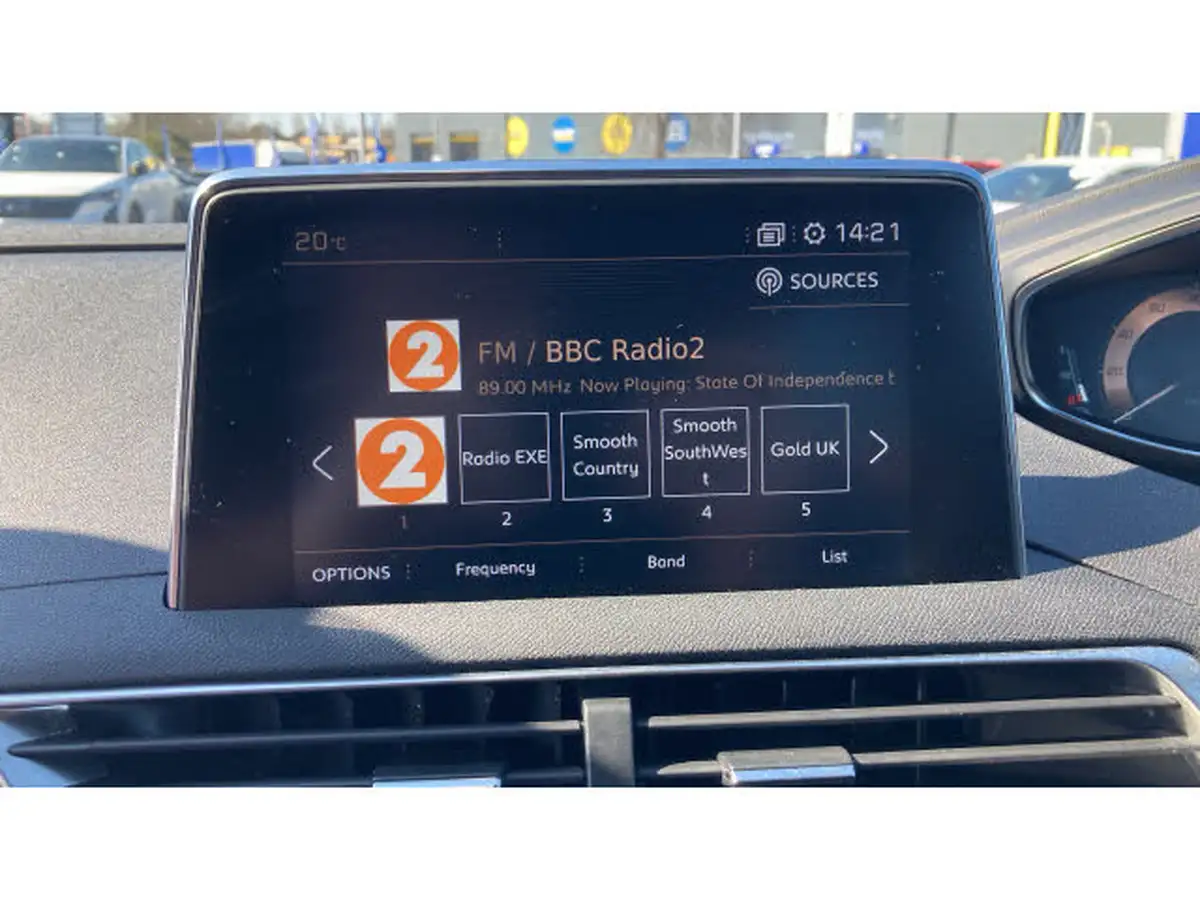 20°C
14:21
SOURCES
2
FM / BBC Radio2
89.00 MHz Now Playing: State Of Independence t
2
Radio EXE
Smooth
Country
Smooth
SouthWes
t
Gold UK
1
2
3
4
5
OPTIONS
Frequency
Band
List